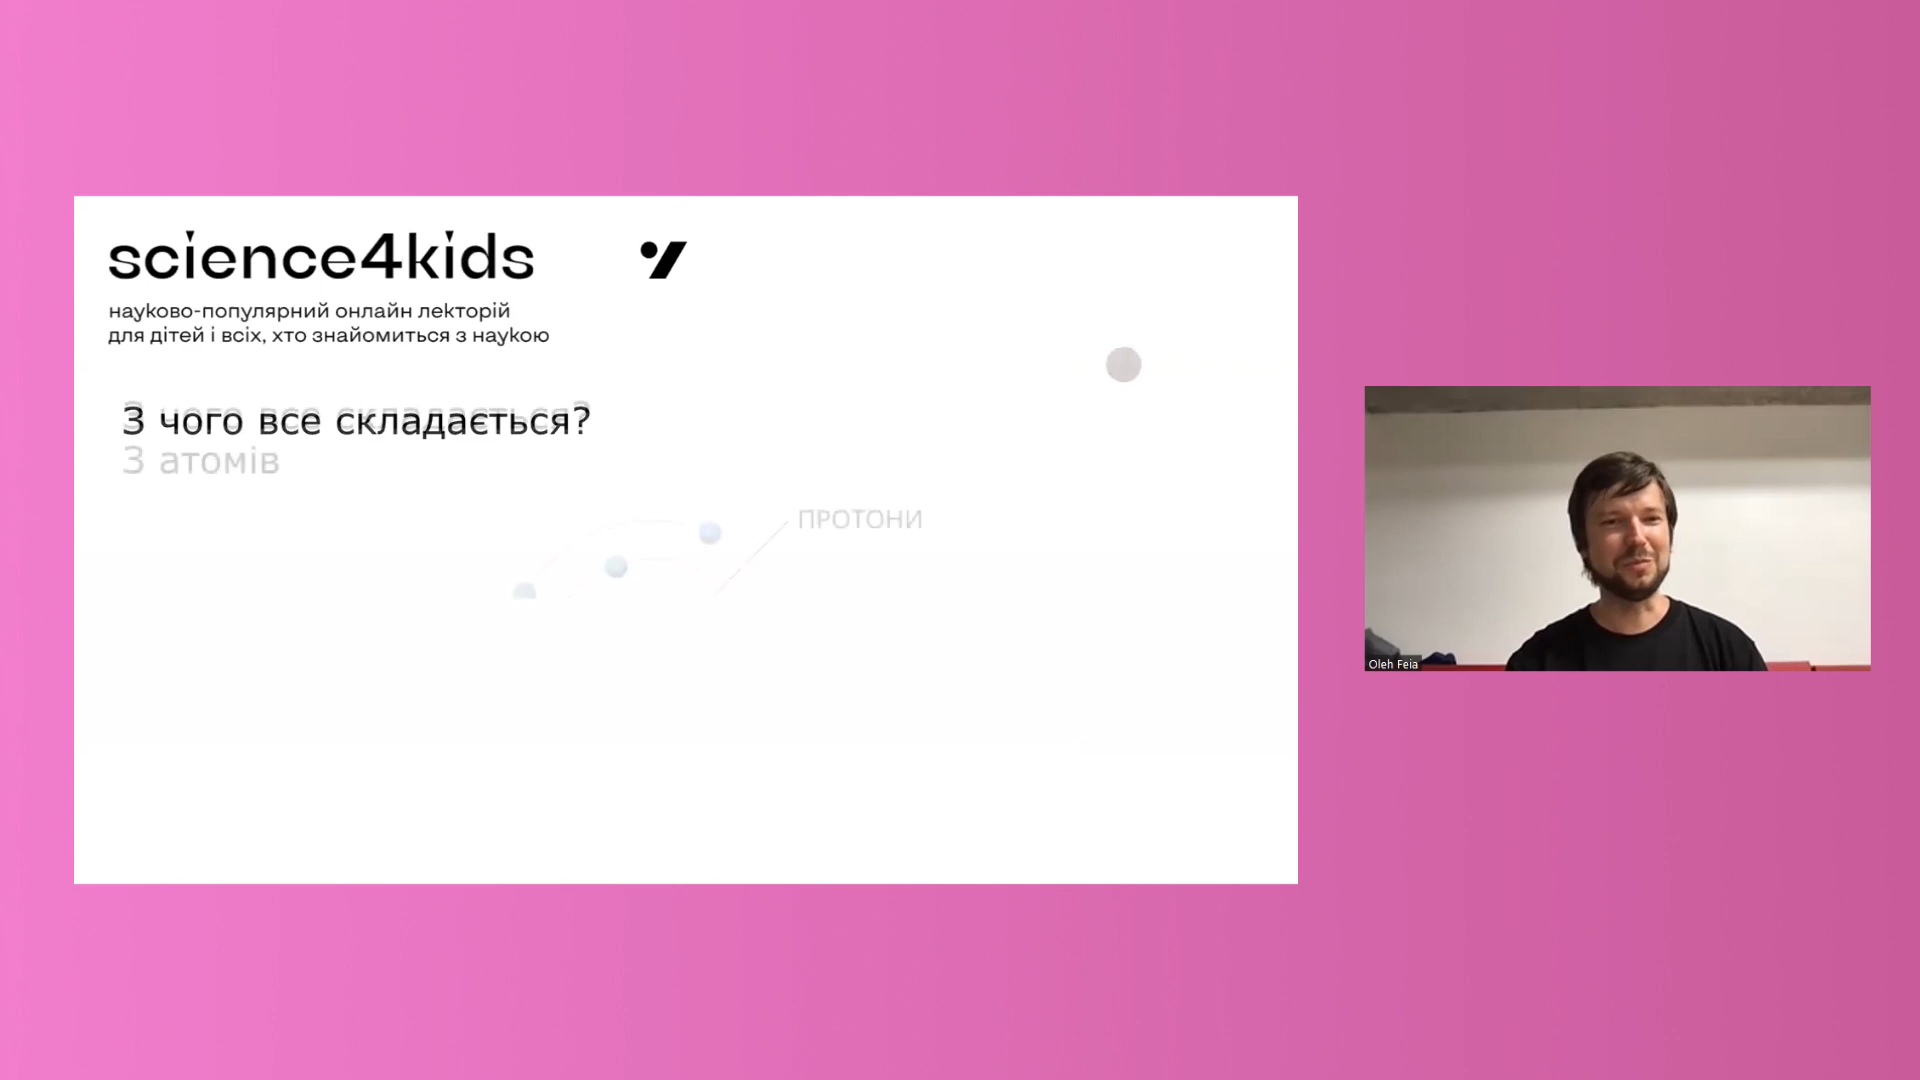 science4kids
науково-популярний онлайн лекторій
для дітей і всіх, хто знайомиться з наукою
З чого все складається?
З атомів
ПРОТОНИ
Oleh Feia